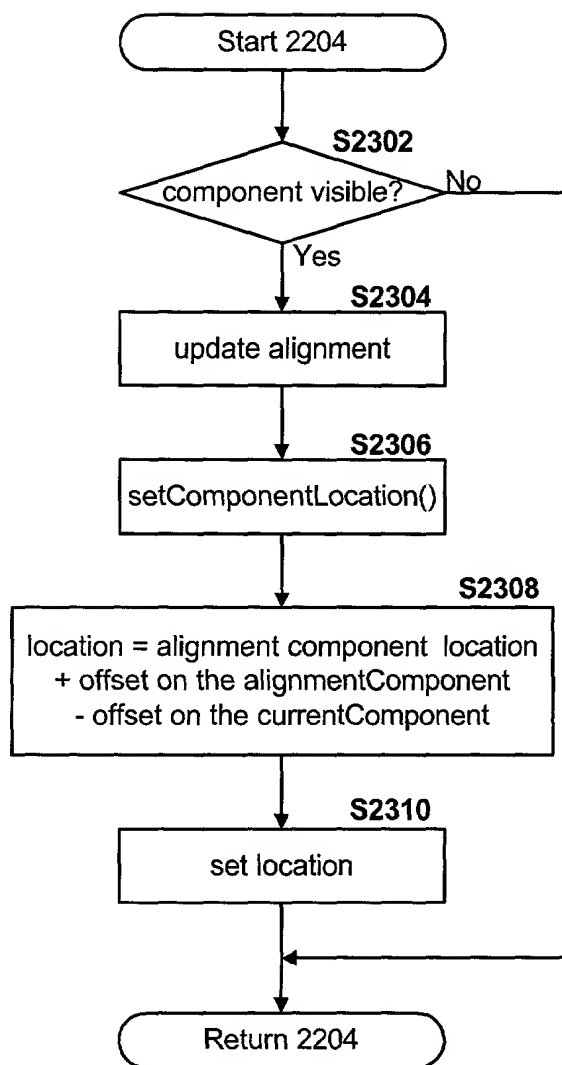 Start 2204
S2302
component visible?
No
Yes
S2304
update alignment
S2306
setComponentLocation()
S2308
location = alignment component location
+ offset on the alignmentComponent
- offset on the currentComponent
S2310
set location
Return 2204